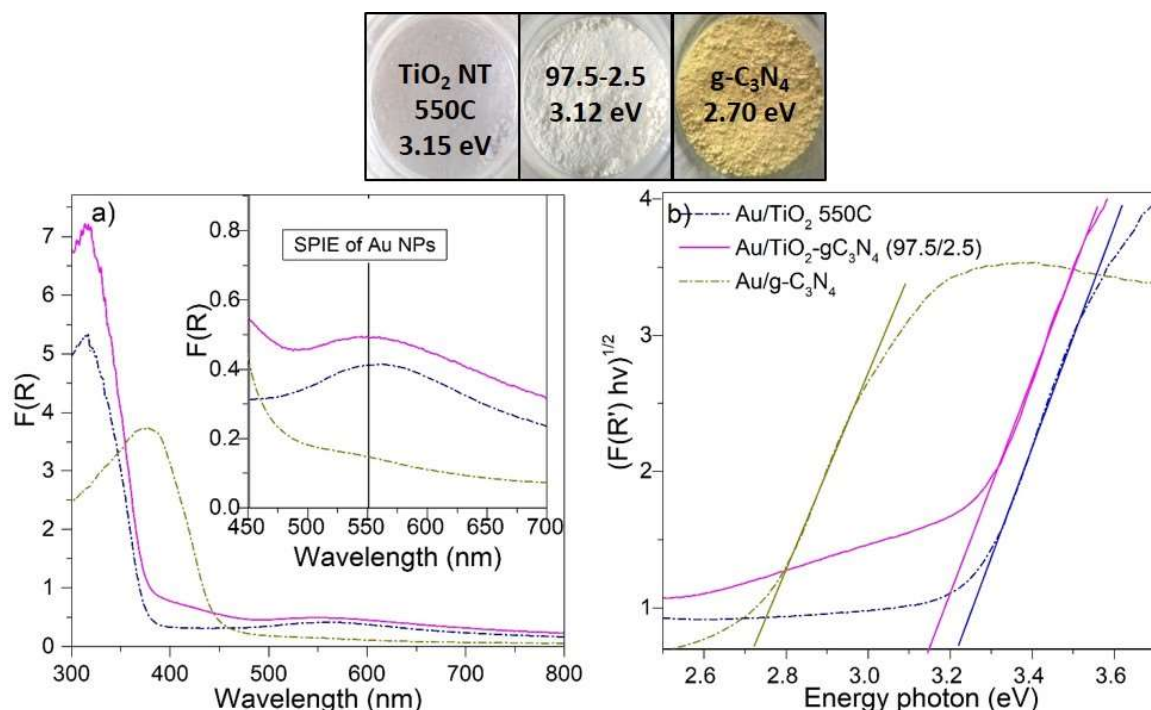 TiO₂ NT
550C
3.15 eV
97.5-2.5
3.12 eV
g-C₃N₄
2.70 eV
a)
SPIE of Au NPs
F(R)
0.8
0.6
0.4
0.2
0.0
450 500 550 600 650 700
Wavelength (nm)
F(R)
7
6
5
4
3
2
1
0
300 400 500 600 700 800
Wavelength (nm)
b)
Au/TiO₂ 550C
Au/TiO₂-gC₃N₄ (97.5/2.5)
Au/g-C₃N₄
(F(R') hν)¹/²
4
3
2
1
2.6 2.8 3.0 3.2 3.4 3.6
Energy photon (eV)